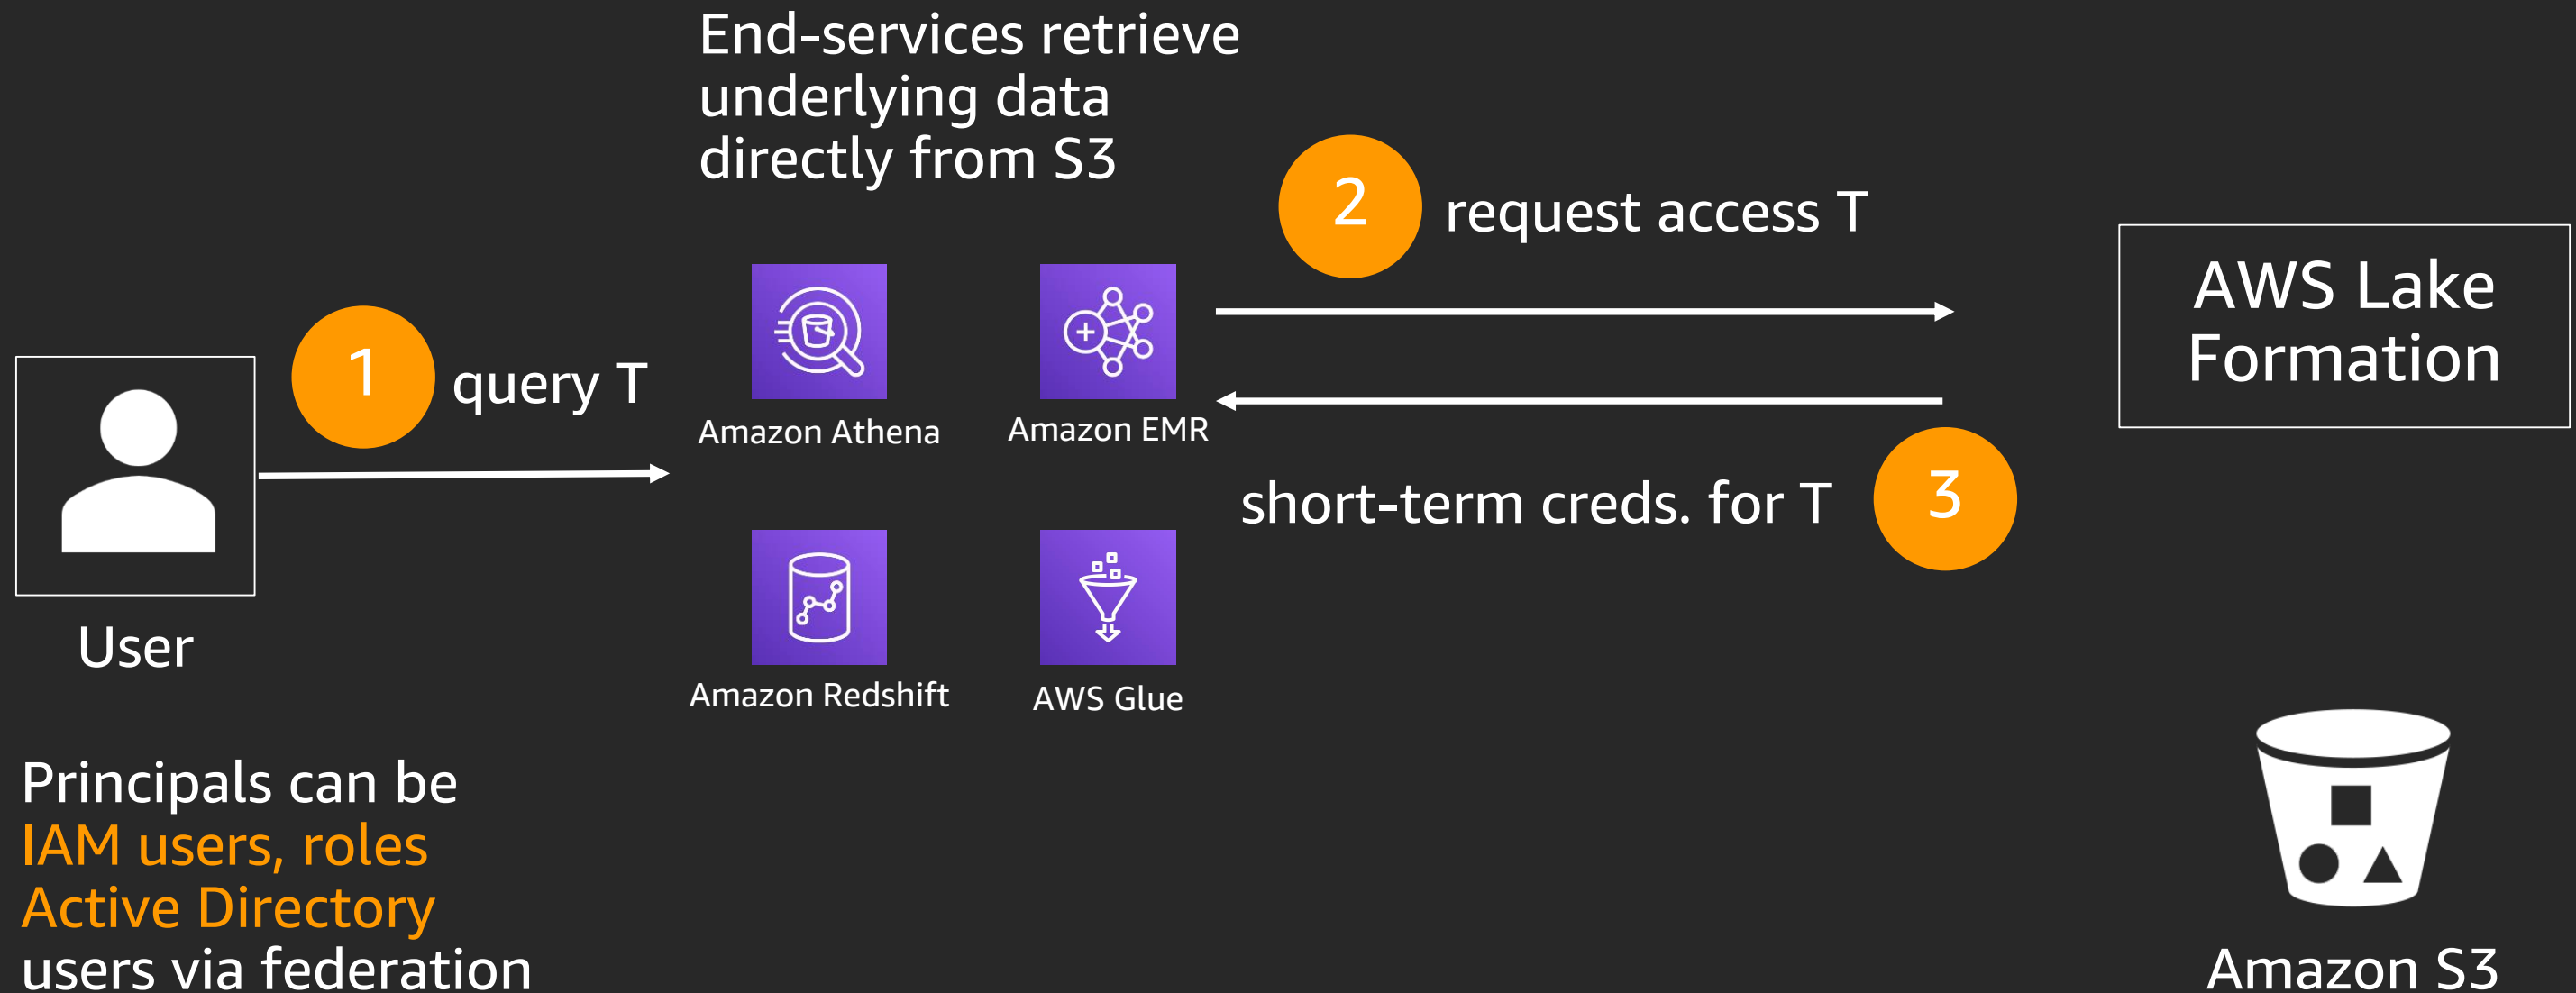 End-services retrieve
underlying data
directly from S3
2
request access T
AWS Lake
Formation
1
query T
Amazon Athena
Amazon EMR
short-term creds. for T
3
User
Amazon Redshift
AWS Glue
Principals can be
IAM users, roles
Active Directory
users via federation
Amazon S3